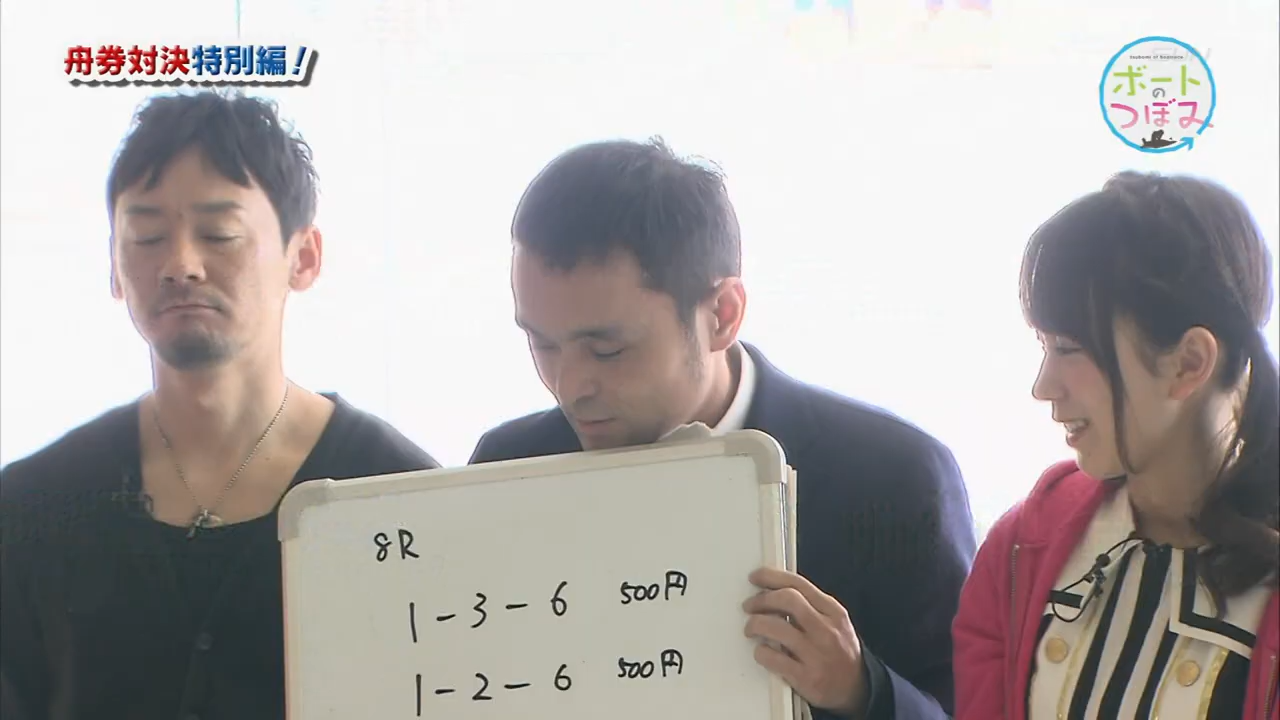 舟券対決特別編!
ボートの
つぼみ
8R
1-3-6 500円
1-2-6 500円